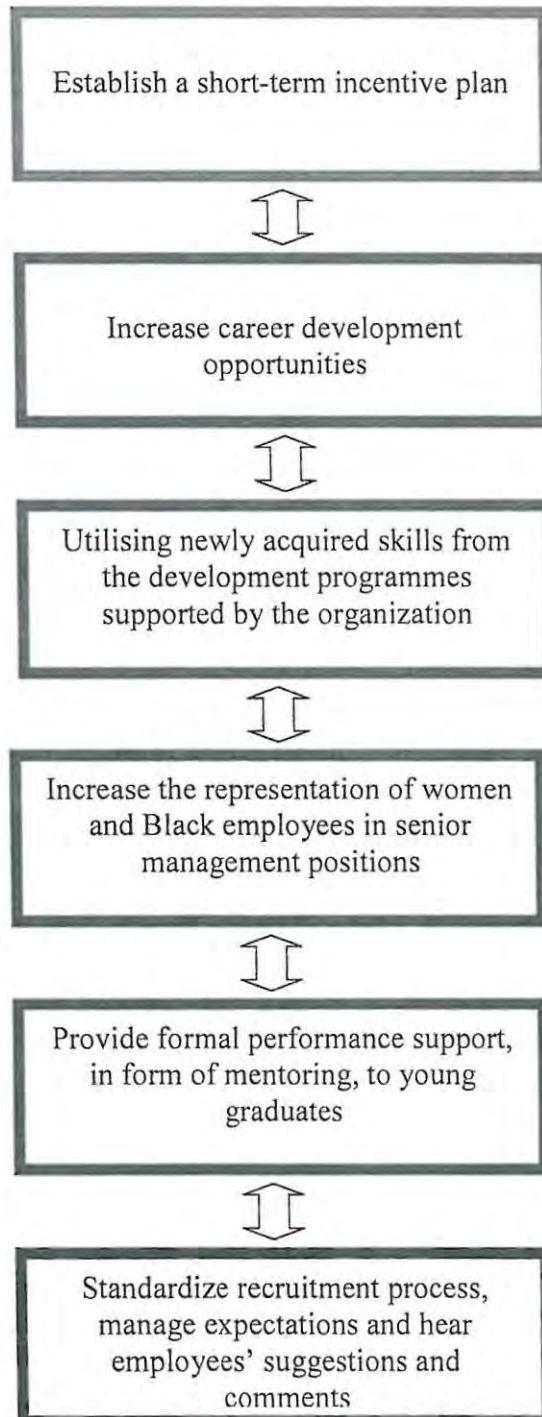 Establish a short-term incentive plan
Increase career development
opportunities
Utilising newly acquired skills from
the development programmes
supported by the organization
Increase the representation of women
and Black employees in senior
management positions
Provide formal performance support,
in form of mentoring, to young
graduates
Standardize recruitment process,
manage expectations and hear
employees' suggestions and
comments